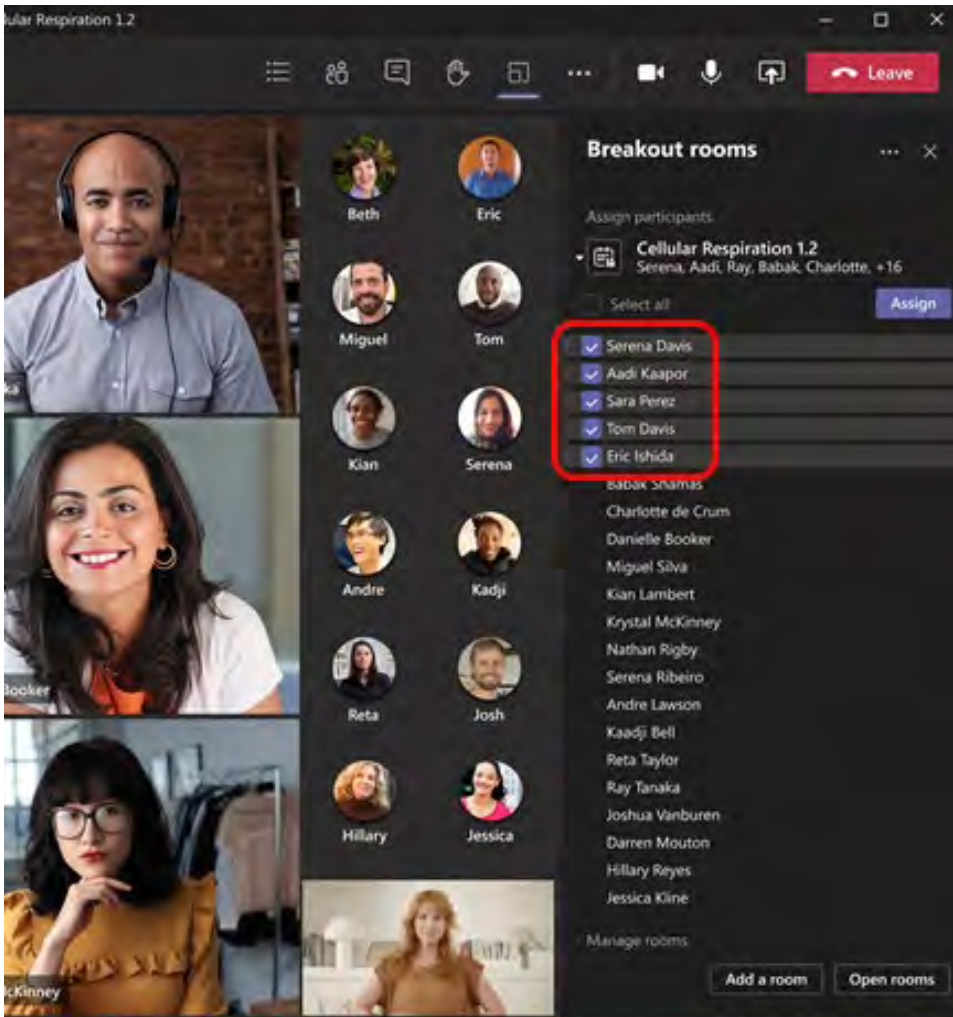 lular Respiration 1.2
Leave
ka
Booker
cKinney
Beth
Eric
Miguel
Tom
Kian
Serena
Andre
Kadji
Reta
Josh
Hillary
Jessica
Breakout rooms
Assign participants
Cellular Respiration 1.2
Serena, Aadi, Ray, Babak, Charlotte, +16
Select all
Assign
Serena Davis
Aadi Kaapor
Sara Perez
Tom Davis
Eric Ishida
Babak Shamas
Charlotte de Crum
Danielle Booker
Miguel Silva
Kian Lambert
Krystal McKinney
Nathan Rigby
Serena Ribeiro
Andre Lawson
Kaadji Bell
Reta Taylor
Ray Tanaka
Joshua Vanburen
Darren Mouton
Hillary Reyes
Jessica Kline
Manage rooms
Add a room
Open rooms